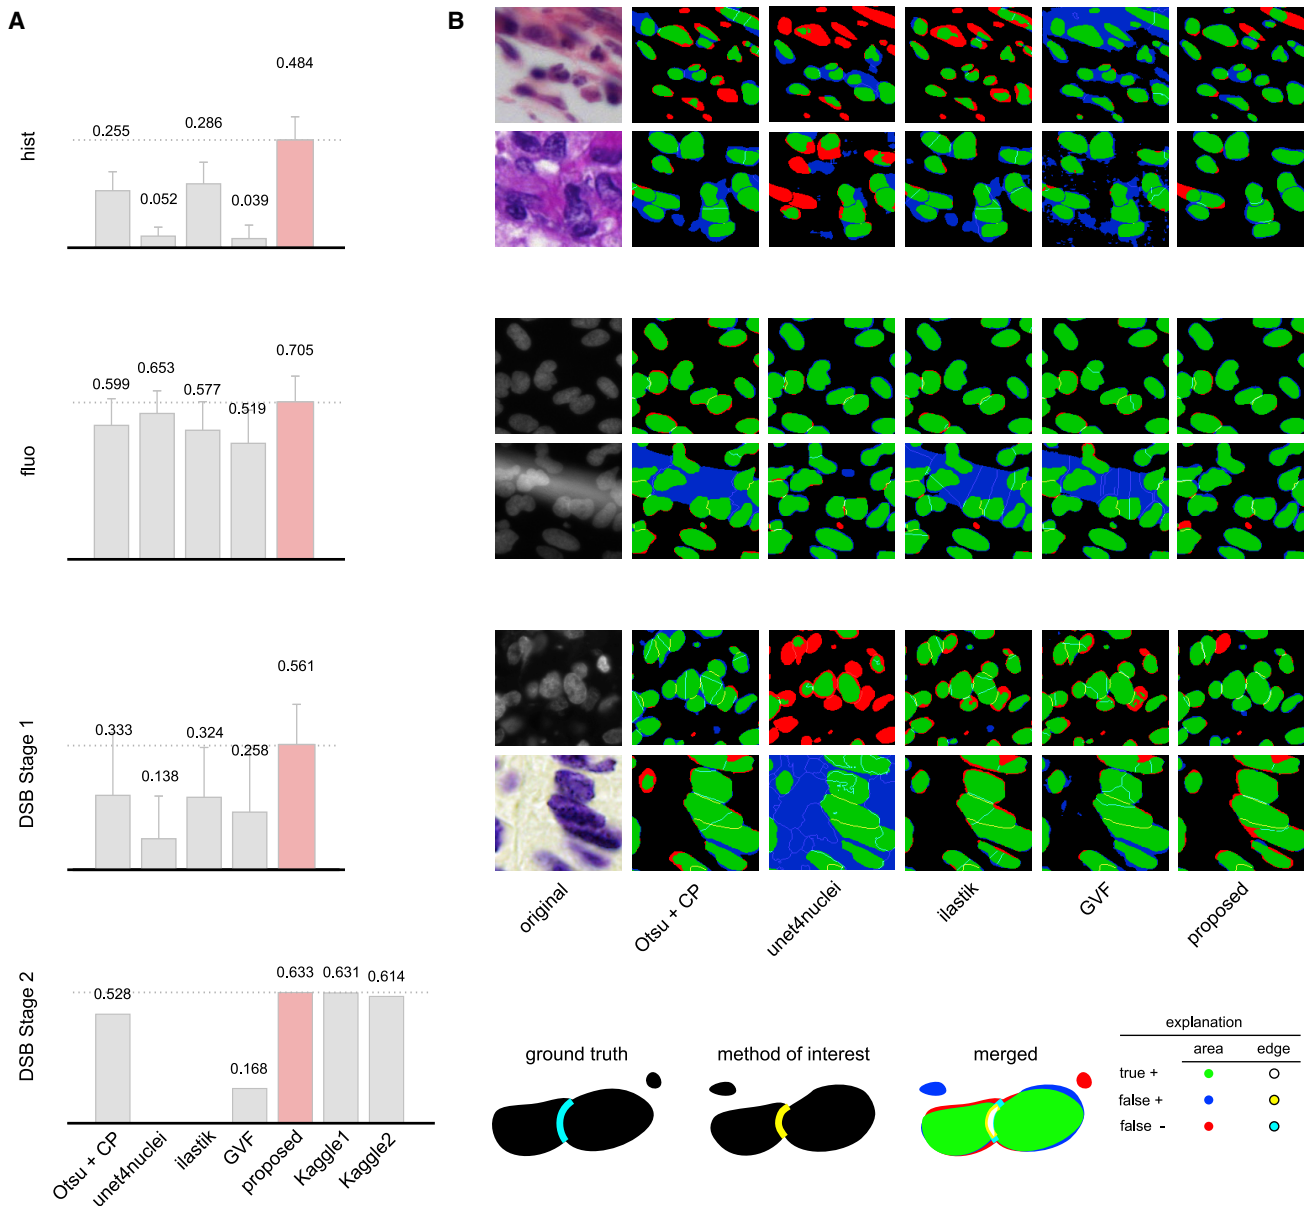 A
hist
0.255
0.052
0.286
0.039
0.484
fluo
0.599
0.653
0.577
0.519
0.705
DSB Stage 1
0.333
0.138
0.324
0.258
0.561
DSB Stage 2
0.528
0.168
0.633
0.631
0.614
Otsu + CP
unet4nuclei
ilastik
GVF
proposed
Kaggle1
Kaggle2
B
original
Otsu + CP
unet4nuclei
ilastik
GVF
proposed
ground truth
method of interest
merged
explanation
area edge
true +
false +
false -